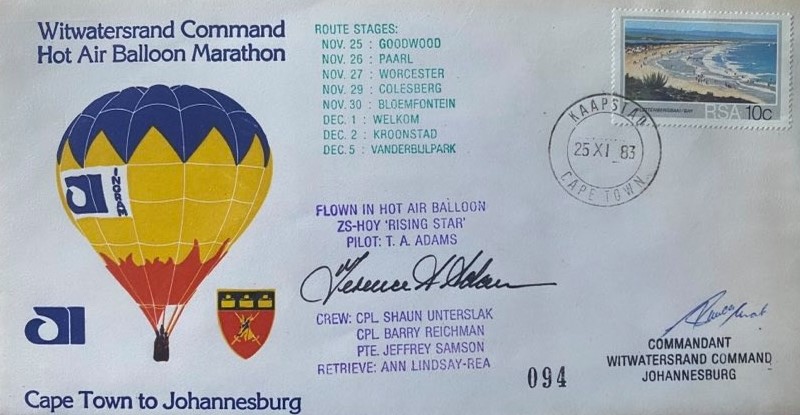 Witwatersrand Command
Hot Air Balloon Marathon
ROUTE STAGES:
NOV. 25 : GOODWOOD
NOV. 26 : PAARL
NOV. 27 : WORCESTER
NOV. 29 : COLESBERG
NOV. 30 : BLOEMFONTEIN
DEC. 1 : WELKOM
DEC. 2 : KROONSTAD
DEC. 5 : VANDERBIJLPARK
RSA 10c
KAAPSTAD
25 XI 83
CAPE TOWN
INGRAM
FLOWN IN HOT AIR BALLOON
ZS-HOY 'RISING STAR'
PILOT: T. A. ADAMS
Terence A Adams
CREW: CPL SHAUN UNTERSLAK
CPL BARRY REICHMAN
PTE. JEFFREY SAMSON
RETRIEVE: ANN LINDSAY-REA
094
COMMANDANT
WITWATERSRAND COMMAND
JOHANNESBURG
Cape Town to Johannesburg